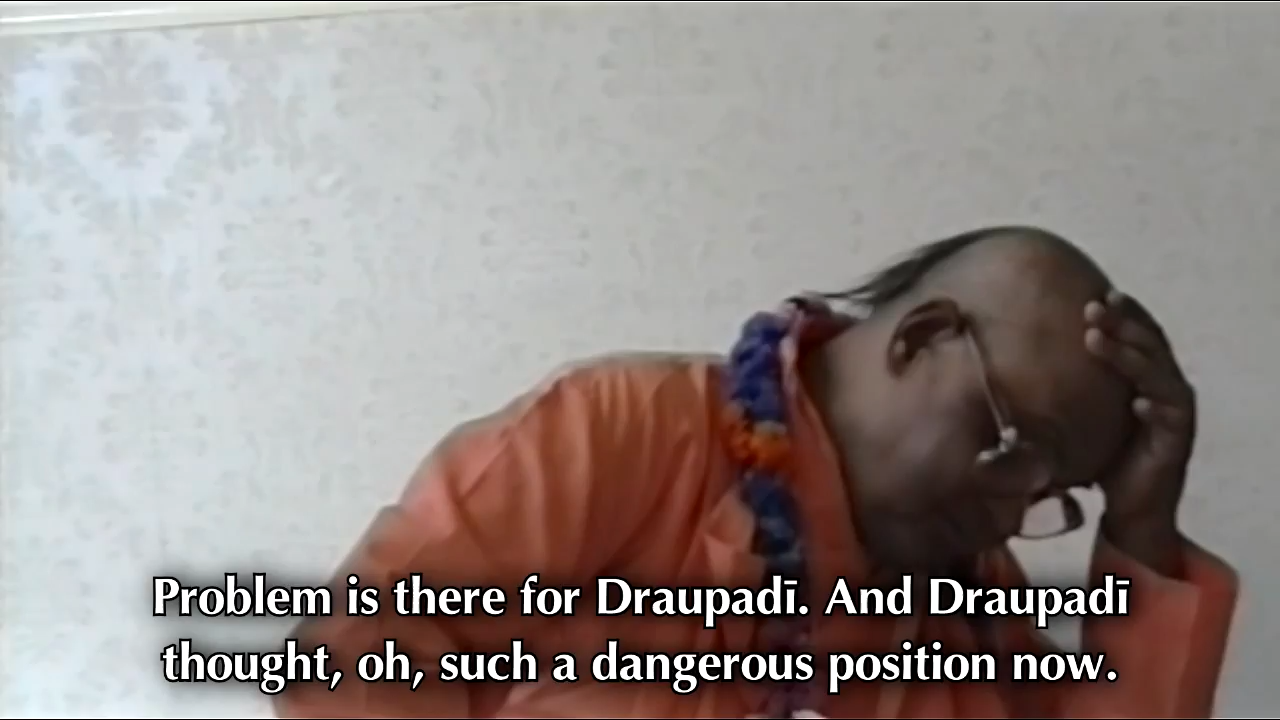 Problem is there for Draupadī. And Draupadī
thought, oh, such a dangerous position now.